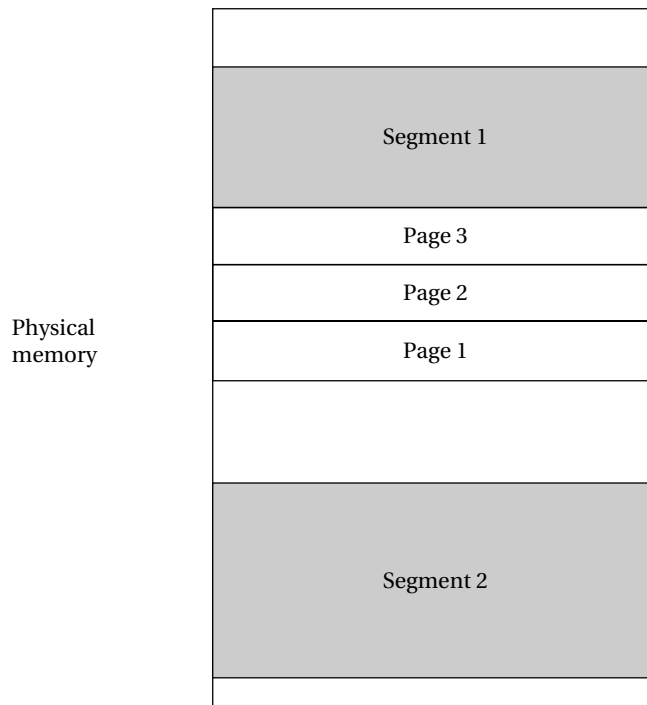 Segment 1
Page 3
Page 2
Physical
memory
Page 1
Segment 2